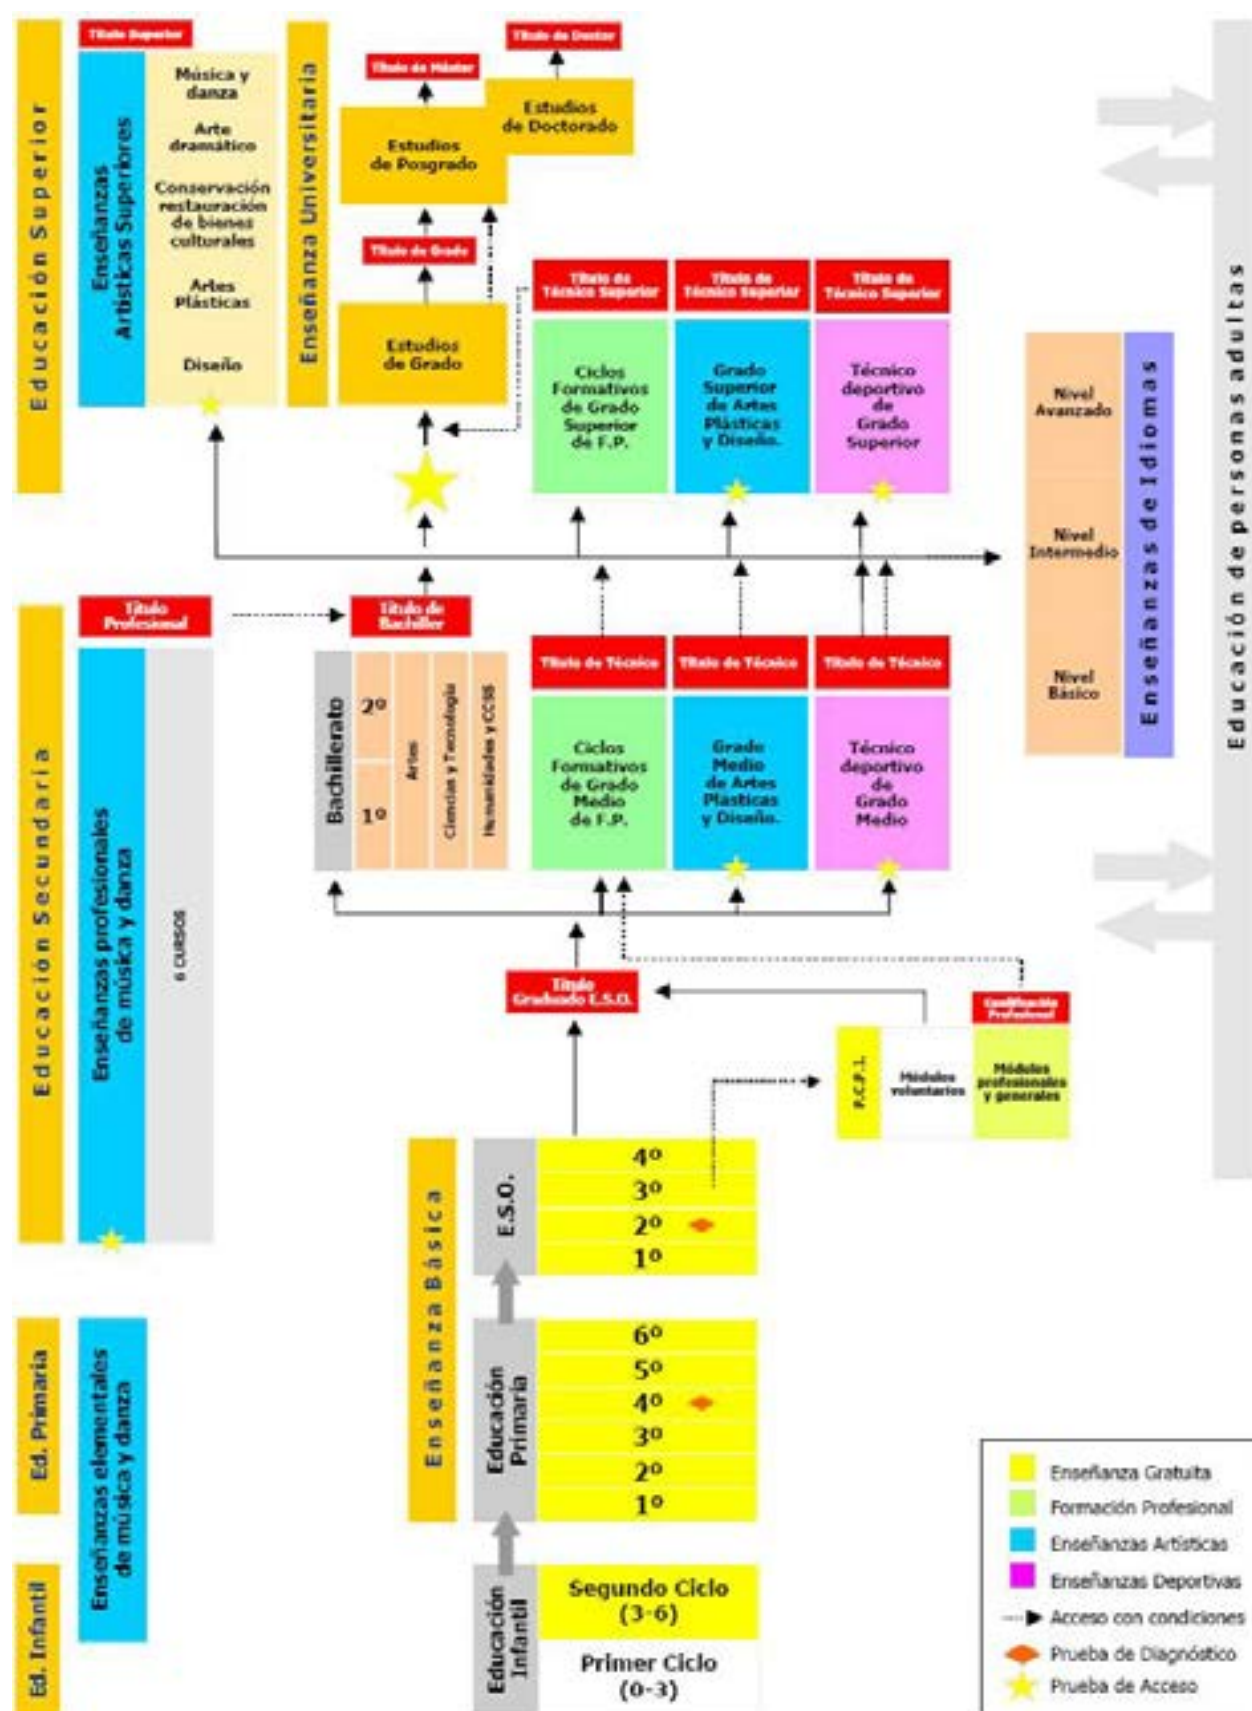 Educación Superior
Título Superior
Enseñanzas
Artísticas Superiores
Música y
danza
Arte
dramático
Conservación
restauración
de bienes
culturales
Artes
Plásticas
Diseño
Enseñanza Universitaria
Título de Máster
Título de Doctor
Estudios
de Posgrado
Estudios
de Doctorado
Título de Grado
Estudios
de Grado
Título de
Técnico Superior
Título de
Técnico Superior
Título de
Técnico Superior
Ciclos
Formativos
de Grado
Superior
de F.P.
Grado
Superior
de Artes
Plásticas
y Diseño.
Técnico
deportivo
de
Grado
Superior
Nivel
Avanzado
Nivel
Intermedio
Nivel
Básico
Enseñanzas de Idiomas
Educación de personas adultas
Educación Secundaria
Título
Profesional
Enseñanzas profesionales
de música y danza
6 CURSOS
Título de
Bachiller
Bachillerato
2º
1º
Artes
Ciencias y Tecnología
Humanidades y CCSS
Título de Técnico
Título de Técnico
Título de Técnico
Ciclos
Formativos
de Grado
Medio
de F.P.
Grado
Medio
de Artes
Plásticas
y Diseño.
Técnico
deportivo
de
Grado
Medio
Título
Graduado E.S.O.
Cualificación
Profesional
P.C.P.I.
Módulos
voluntarios
Módulos
profesionales
y generales
Enseñanza Básica
E.S.O.
4º
3º
2º
1º
Ed. Primaria
Enseñanzas elementales
de música y danza
Educación
Primaria
6º
5º
4º
3º
2º
1º
Ed. Infantil
Educación
Infantil
Segundo Ciclo
(3-6)
Primer Ciclo
(0-3)
Enseñanza Gratuita
Formación Profesional
Enseñanzas Artísticas
Enseñanzas Deportivas
Acceso con condiciones
Prueba de Diagnóstico
Prueba de Acceso